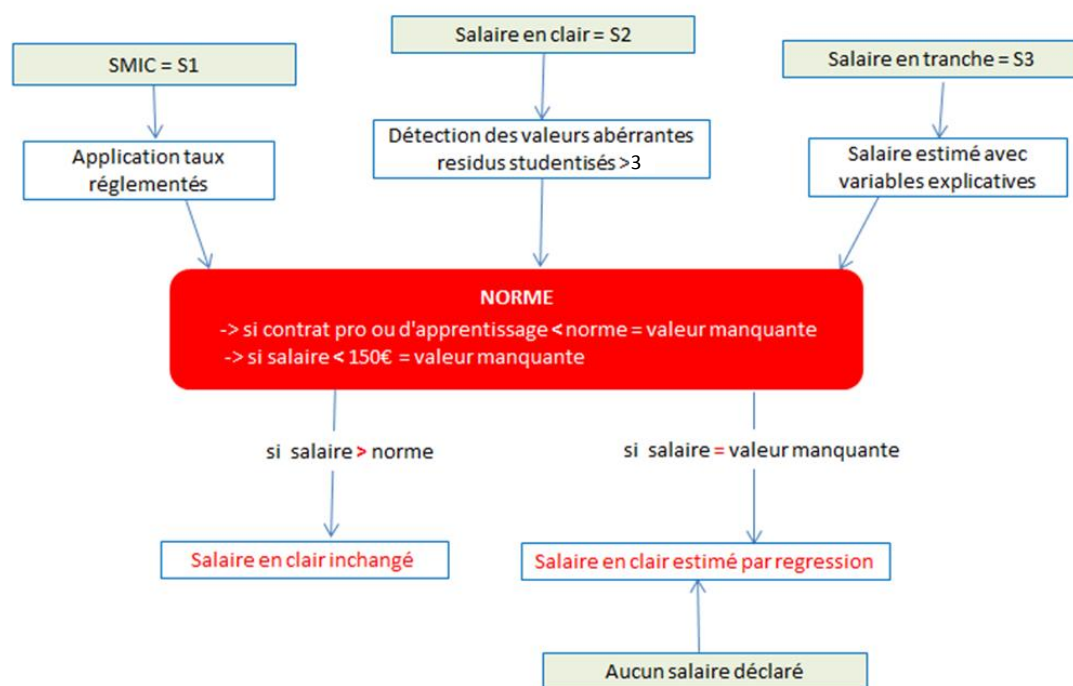 SMIC = S1
Salaire en clair = S2
Salaire en tranche = S3
Application taux
réglementés
Détection des valeurs abérrantes
residus studentisés >3
Salaire estimé avec
variables explicatives
NORME
-> si contrat pro ou d'apprentissage < norme = valeur manquante
-> si salaire < 150€ = valeur manquante
si salaire > norme
si salaire = valeur manquante
Salaire en clair inchangé
Salaire en clair estimé par regression
Aucun salaire déclaré